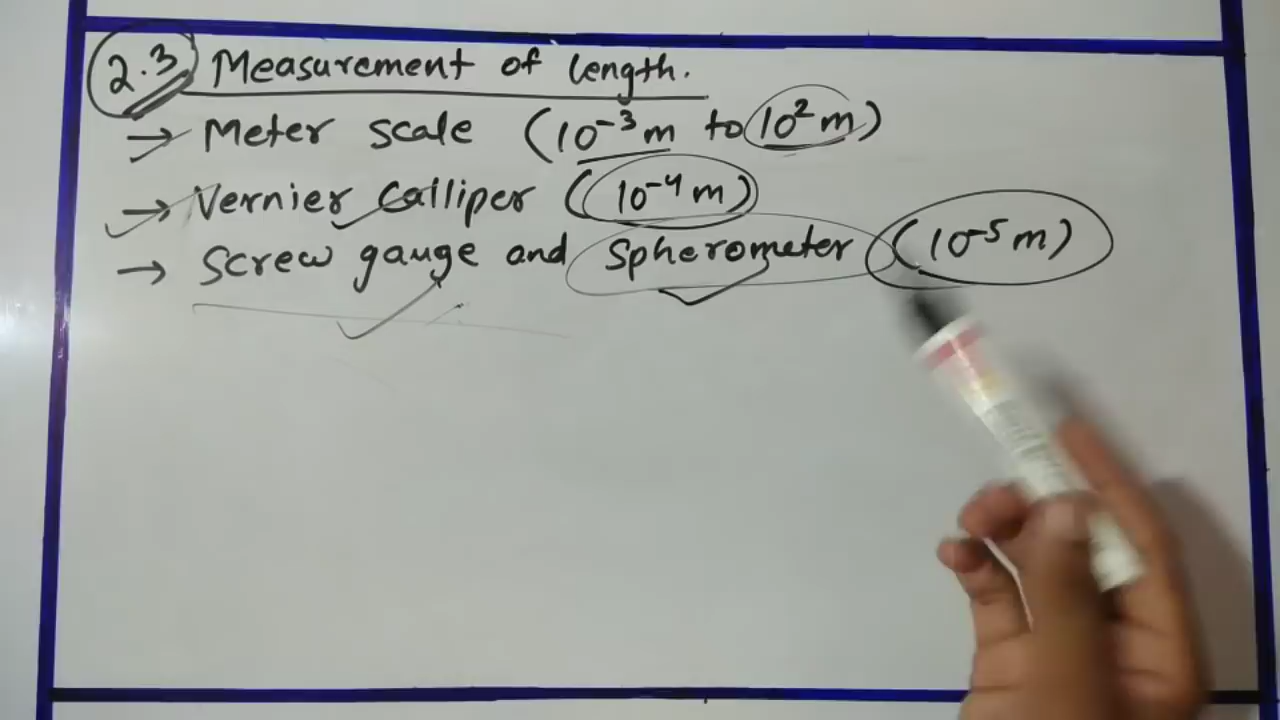 2.3 Measurement of length.
→ Meter scale (10⁻³m to 10²m)
→ Vernier Calliper (10⁻⁴m)
→ Screw gauge and Spherometer (10⁻⁵m)